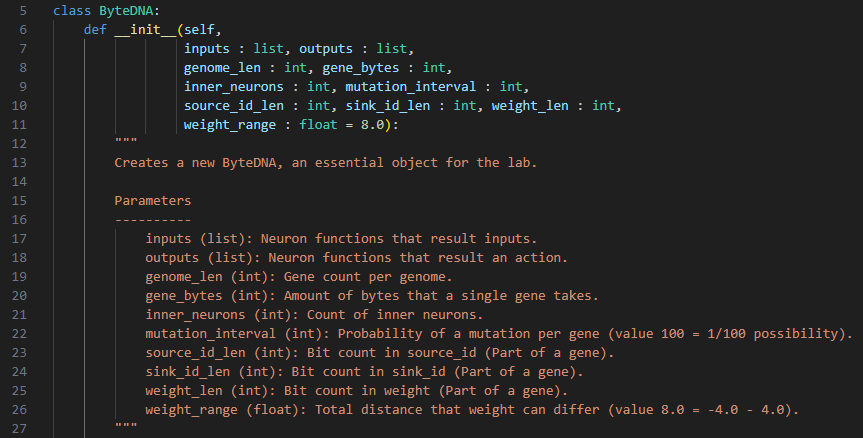 5 class ByteDNA:
6 def __init__(self,
7 inputs : list, outputs : list,
8 genome_len : int, gene_bytes : int,
9 inner_neurons : int, mutation_interval : int,
10 source_id_len : int, sink_id_len : int, weight_len : int,
11 weight_range : float = 8.0):
12 """
13 Creates a new ByteDNA, an essential object for the lab.
14
15 Parameters
16 ----------
17 inputs (list): Neuron functions that result inputs.
18 outputs (list): Neuron functions that result an action.
19 genome_len (int): Gene count per genome.
20 gene_bytes (int): Amount of bytes that a single gene takes.
21 inner_neurons (int): Count of inner neurons.
22 mutation_interval (int): Probability of a mutation per gene (value 100 = 1/100 possibility).
23 source_id_len (int): Bit count in source_id (Part of a gene).
24 sink_id_len (int): Bit count in sink_id (Part of a gene).
25 weight_len (int): Bit count in weight (Part of a gene).
26 weight_range (float): Total distance that weight can differ (value 8.0 = -4.0 - 4.0).
27 """